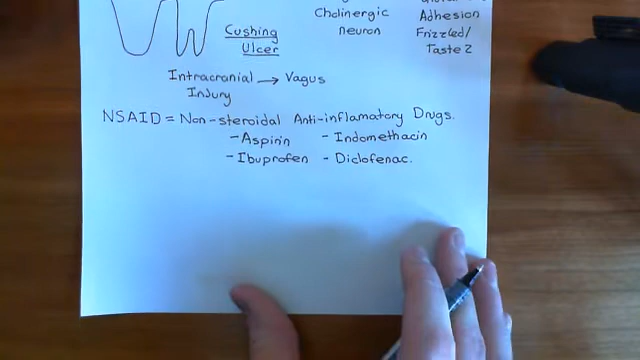 Cholinergic
neuron
Adhesion
Frizzled/
Taste 2
Cushing
Ulcer
Intracranial → Vagus
Injury
NSAID = Non-steroidal Anti-inflamatory Drugs.
- Aspirin - Indomethacin
- Ibuprofen - Diclofenac.